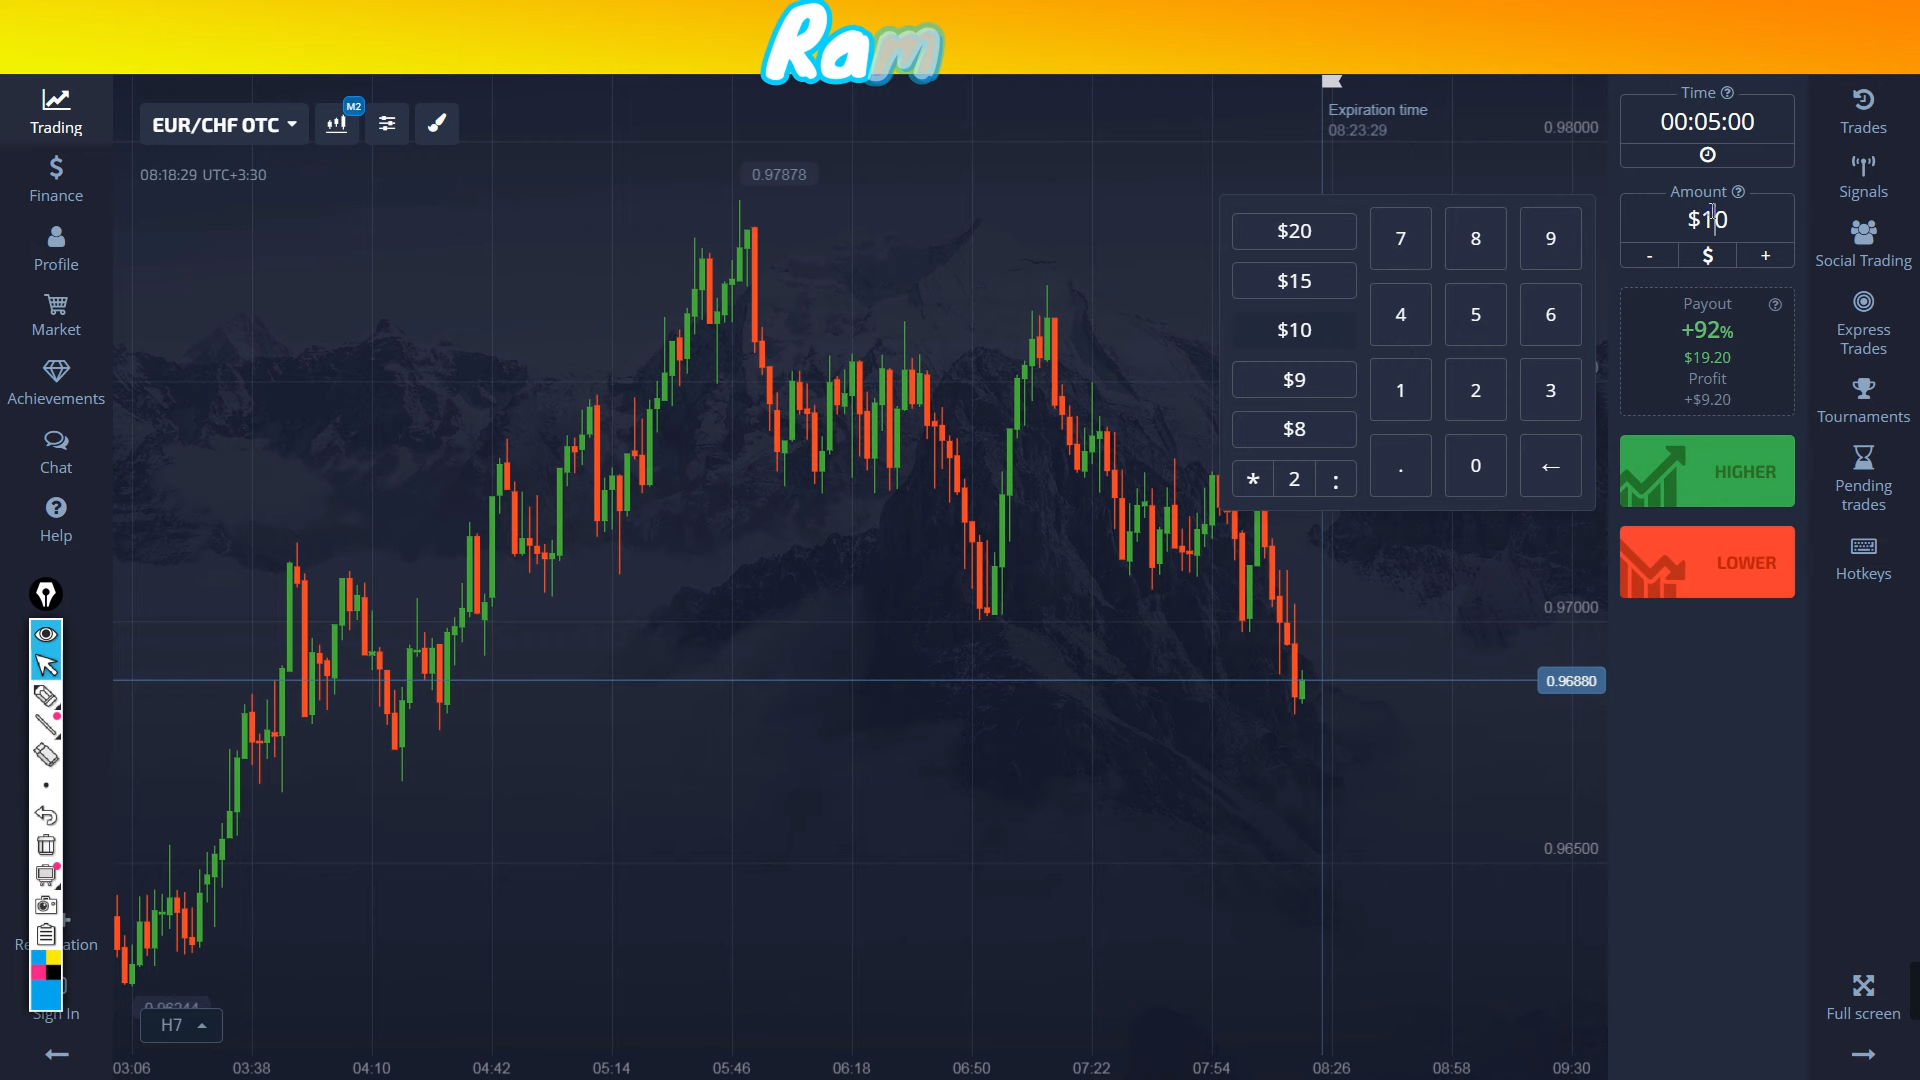 Ram
Trading
Finance
Profile
Market
Achievements
Chat
Help
Sign In
EUR/CHF OTC
M2
08:18:29 UTC+3:30
0.97878
Expiration time
08:23:29
0.98000
0.97000
0.96880
0.96500
$20
$15
$10
$9
$8
* 2 :
7 8 9
4 5 6
1 2 3
. 0 ←
Time
00:05:00
Amount
$10
- $ +
Payout
+92%
$19.20
Profit
+$9.20
HIGHER
LOWER
Trades
Signals
Social Trading
Express
Trades
Tournaments
Pending
trades
Hotkeys
Full screen
H7
03:06 03:38 04:10 04:42 05:14 05:46 06:18 06:50 07:22 07:54 08:26 08:58 09:30